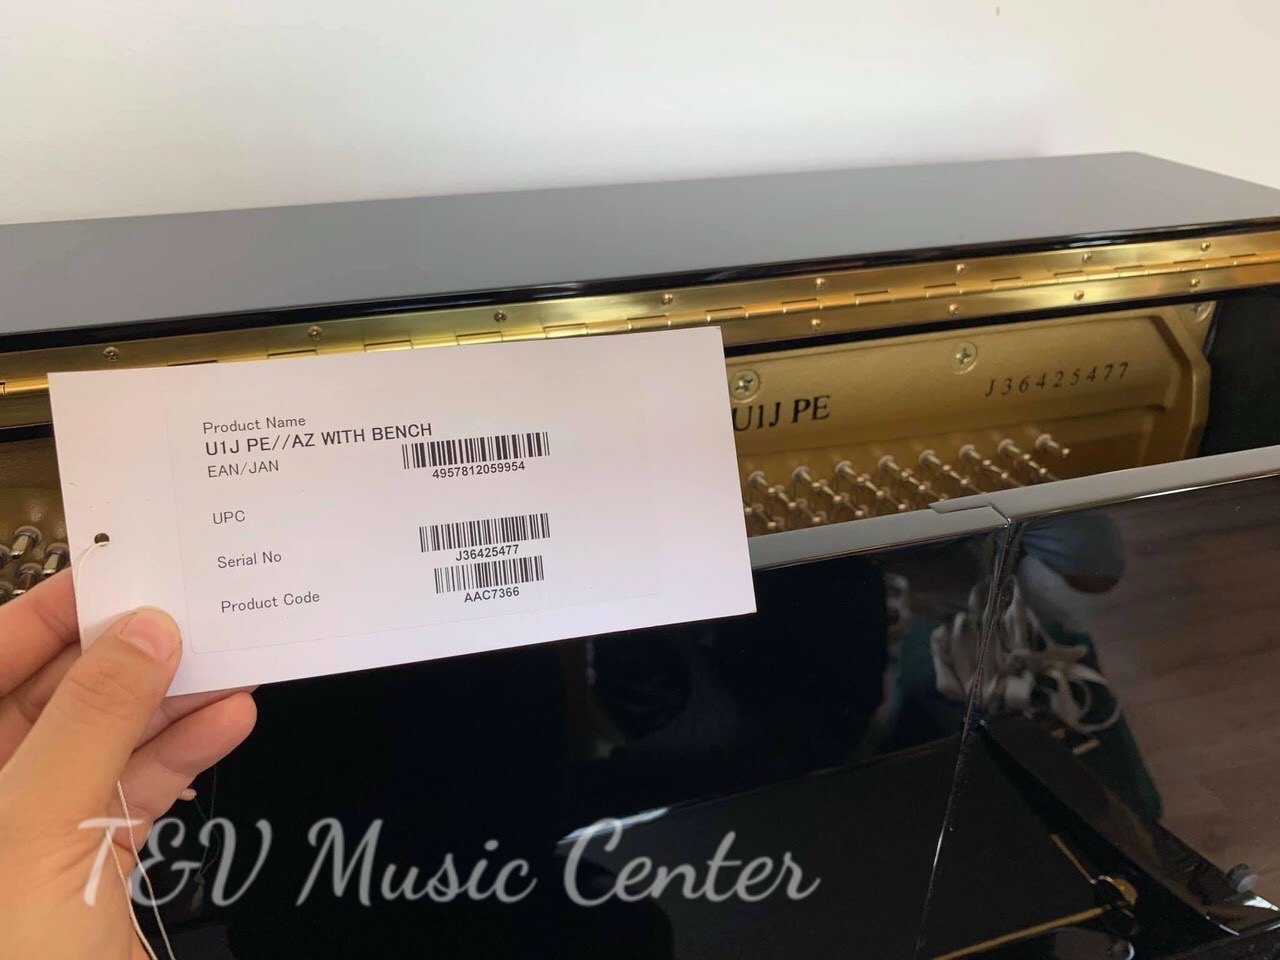 Product Name
U1J PE//AZ WITH BENCH
EAN/JAN
4957812059954
UPC
Serial No
J36425477
Product Code
AAC7366
U1J PE
J36425477
T&V Music Center